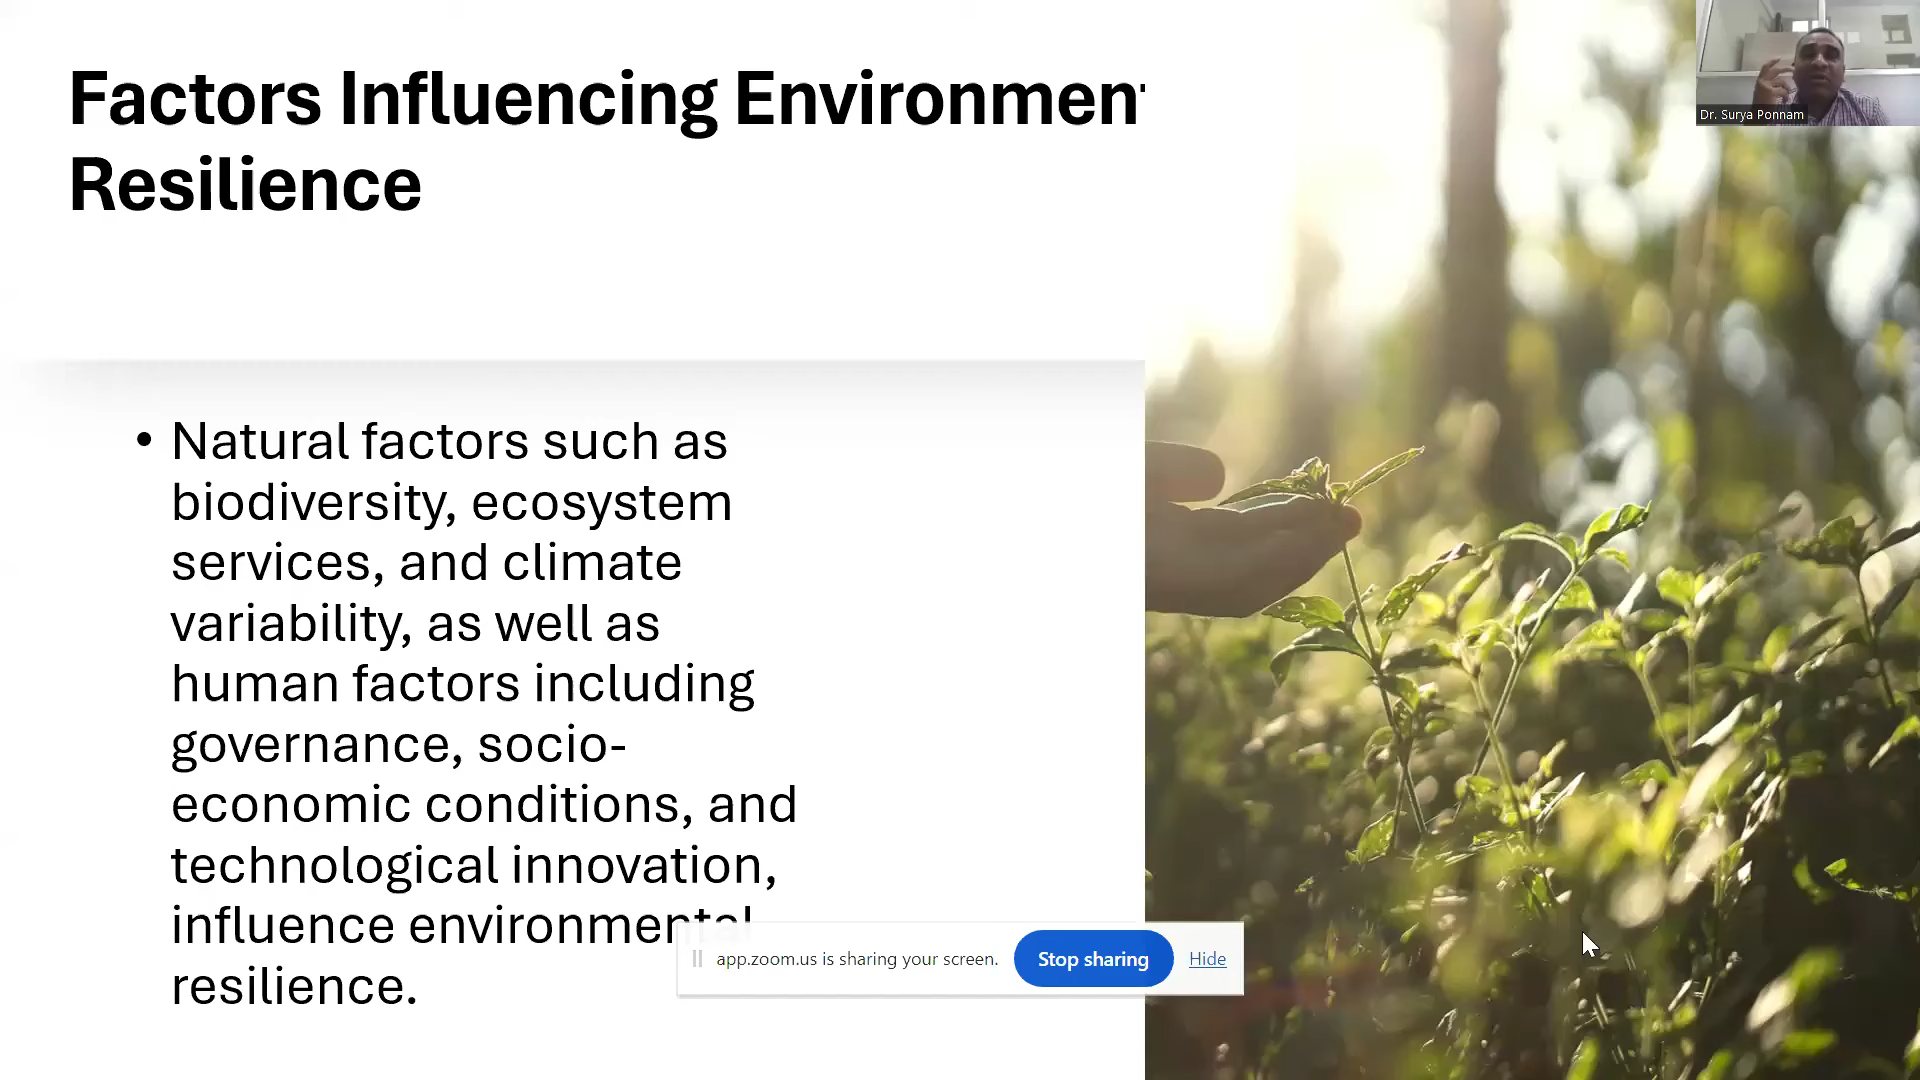 Factors Influencing Environment
Resilience
Dr. Surya Ponnam
• Natural factors such as
biodiversity, ecosystem
services, and climate
variability, as well as
human factors including
governance, socio-
economic conditions, and
technological innovation,
influence environmental
resilience.
app.zoom.us is sharing your screen.
Stop sharing
Hide